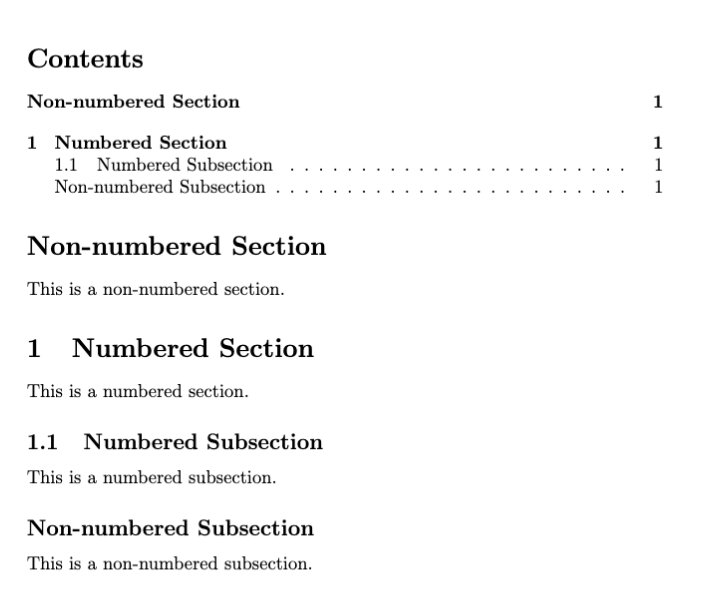 Contents
Non-numbered Section 1
1 Numbered Section 1
1.1 Numbered Subsection . . . . . . . . . . . . . . . . . . . . . . . . 1
Non-numbered Subsection . . . . . . . . . . . . . . . . . . . . . . . . . 1
Non-numbered Section
This is a non-numbered section.
1 Numbered Section
This is a numbered section.
1.1 Numbered Subsection
This is a numbered subsection.
Non-numbered Subsection
This is a non-numbered subsection.